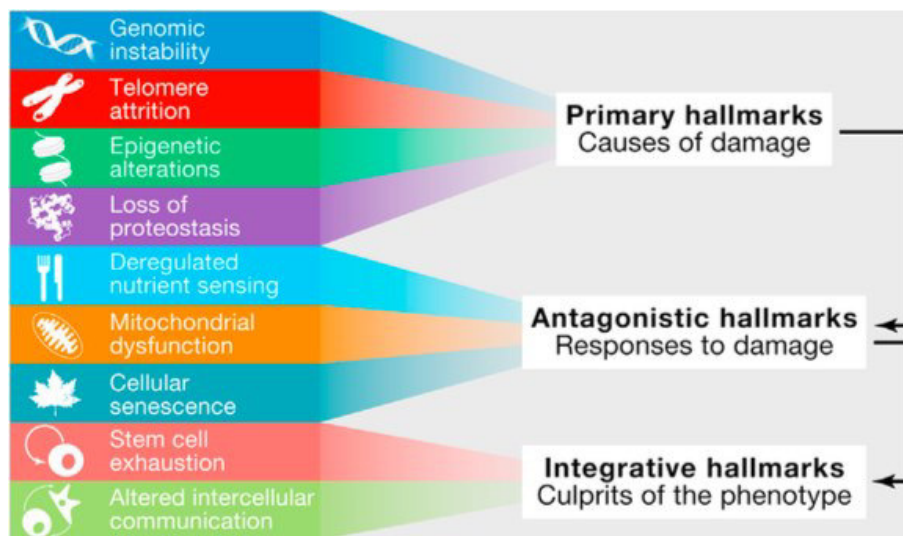 Genomic
instability
Telomere
attrition
Epigenetic
alterations
Loss of
proteostasis
Deregulated
nutrient sensing
Mitochondrial
dysfunction
Cellular
senescence
Stem cell
exhaustion
Altered intercellular
communication
Primary hallmarks
Causes of damage
Antagonistic hallmarks
Responses to damage
Integrative hallmarks
Culprits of the phenotype